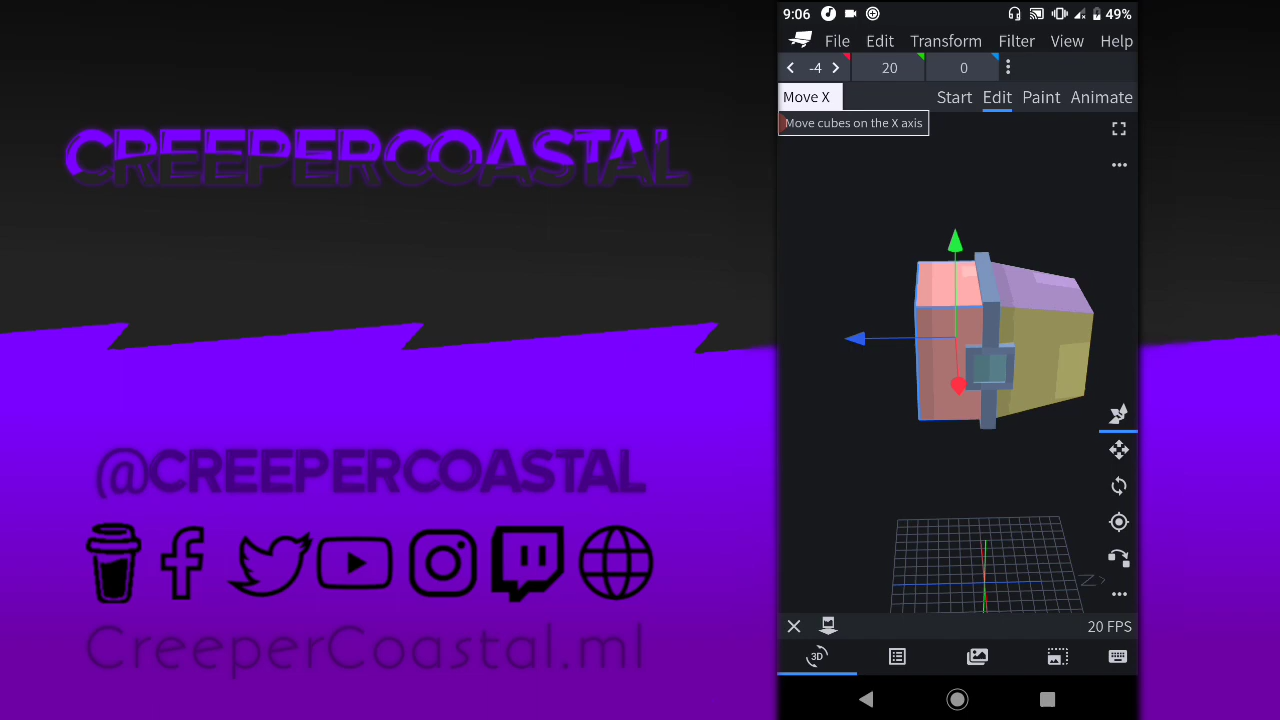 CREEPERCOASTAL
@CREEPERCOASTAL
CreeperCoastal.ml
9:06 49%
File Edit Transform Filter View Help
-4 20 0
Move X Start Edit Paint Animate
Move cubes on the X axis
Z
20 FPS
3D